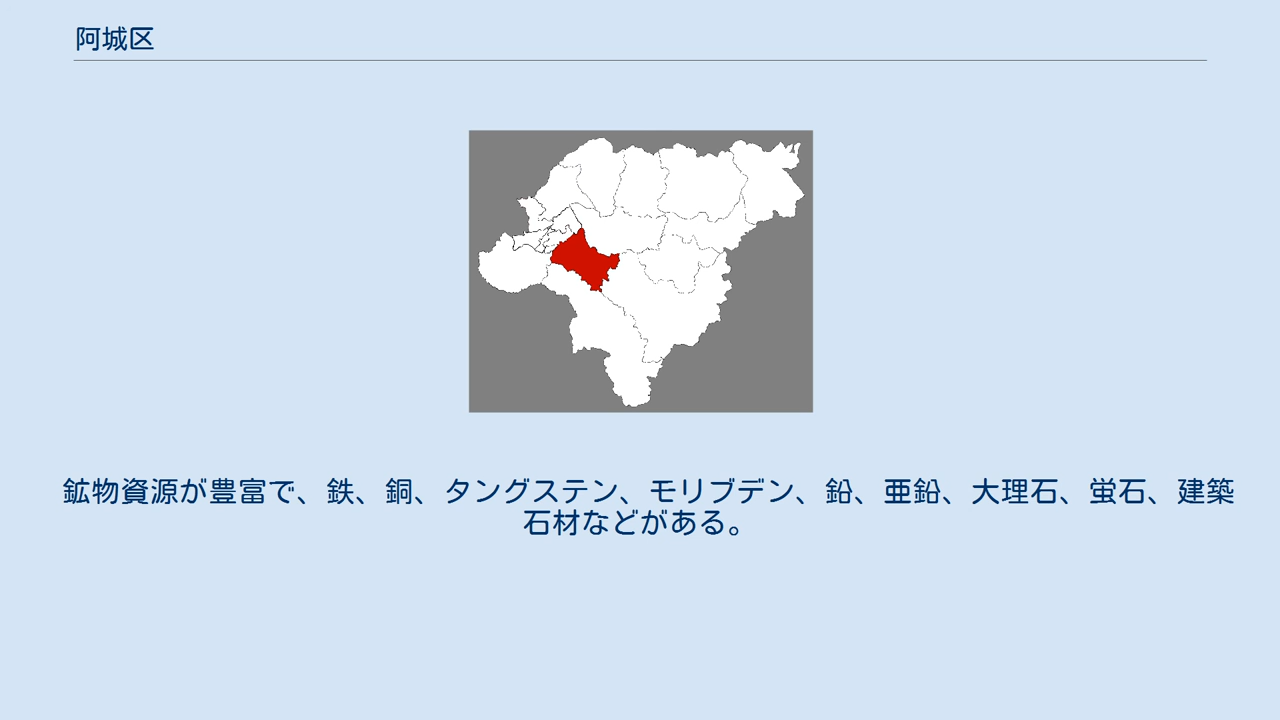 阿城区
鉱物資源が豊富で、鉄、銅、タングステン、モリブデン、鉛、亜鉛、大理石、蛍石、建築
石材などがある。